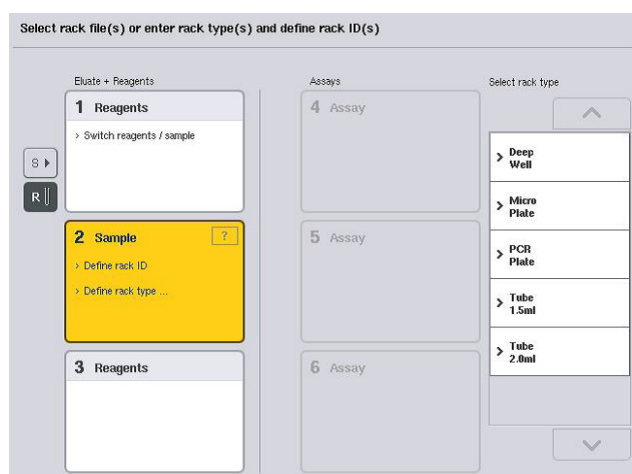 Select rack file(s) or enter rack type(s) and define rack ID(s)
Eluate + Reagents
Assays
Select rack type
1 Reagents
> Switch reagents / sample
S
R
2 Sample ?
> Define rack ID
> Define rack type ...
3 Reagents
4 Assay
5 Assay
6 Assay
> Deep
Well
> Micro
Plate
> PCR
Plate
> Tube
1.5ml
> Tube
2.0ml